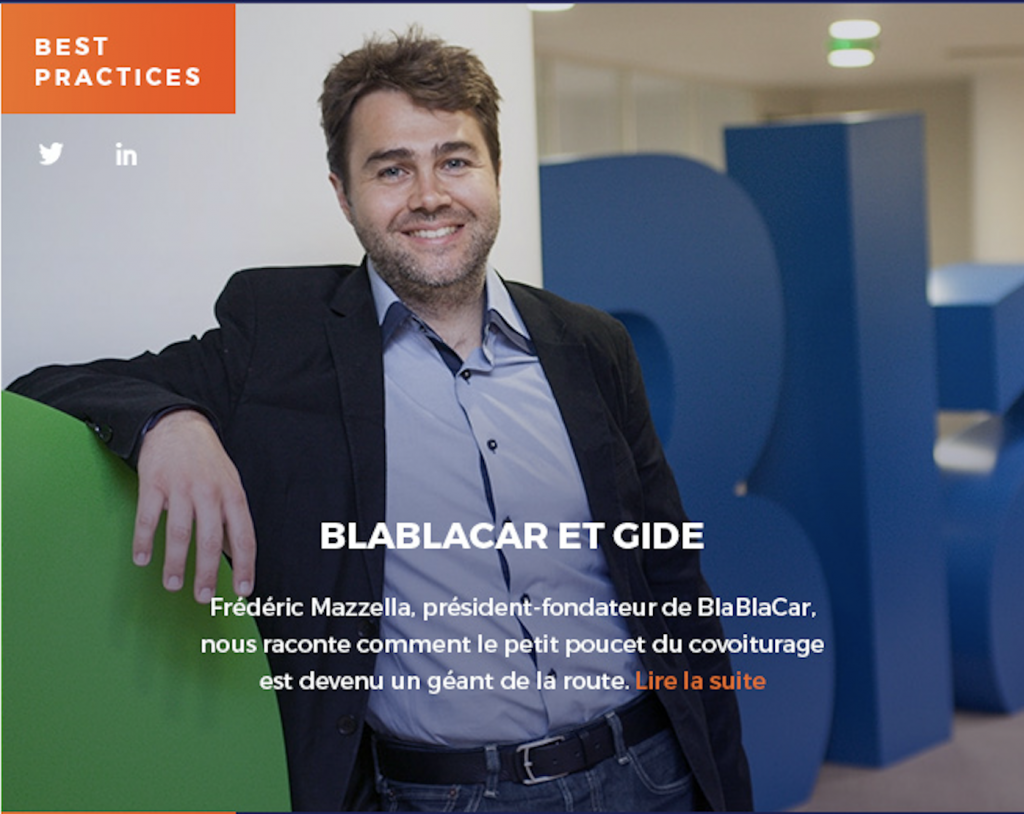 BEST
PRACTICES
in
BLABLACAR ET GIDE
Frédéric Mazzella, président-fondateur de BlaBlaCar,
nous raconte comment le petit poucet du covoiturage
est devenu un géant de la route. Lire la suite